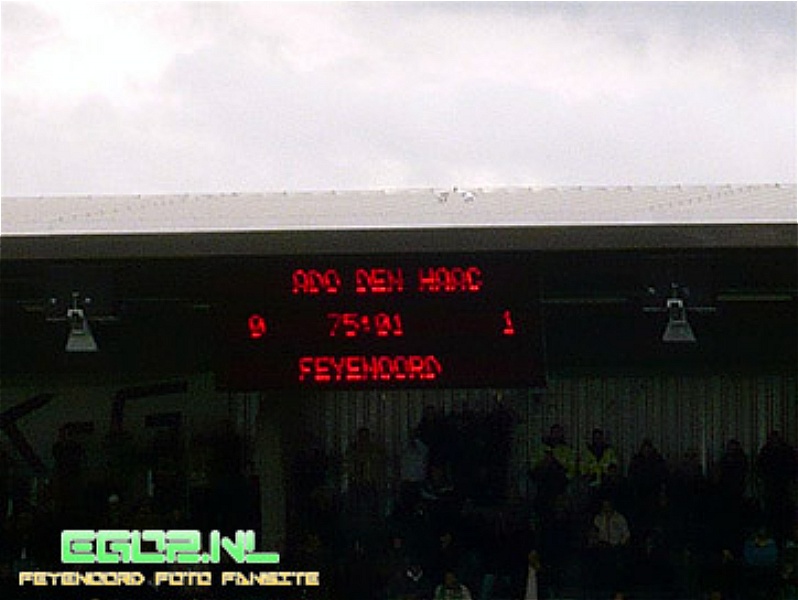 ADO DEN HAAG
0 75:01 1
FEYENOORD
EG02.NL
FEYENOORD FOTO FANSITE